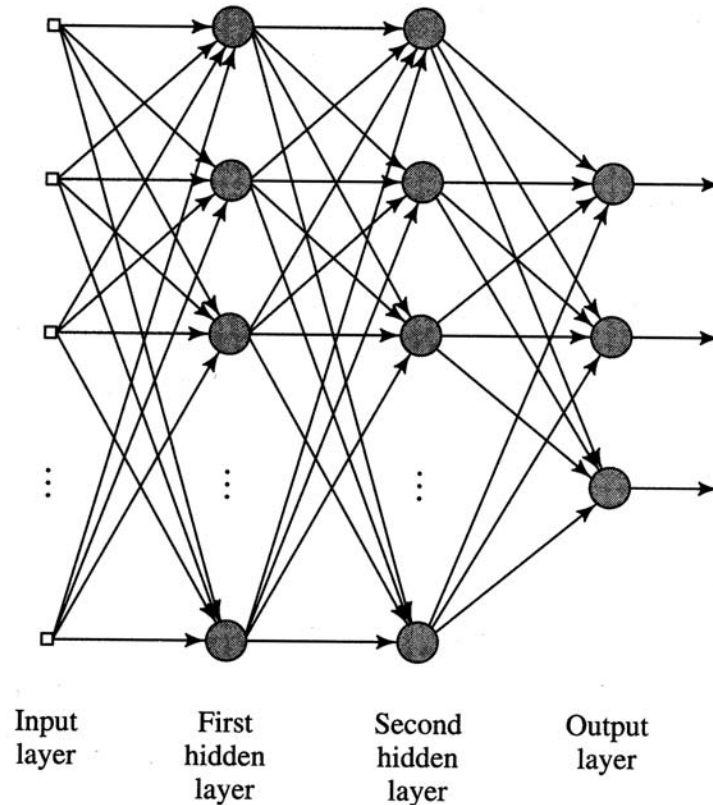 Input
layer
First
hidden
layer
Second
hidden
layer
Output
layer